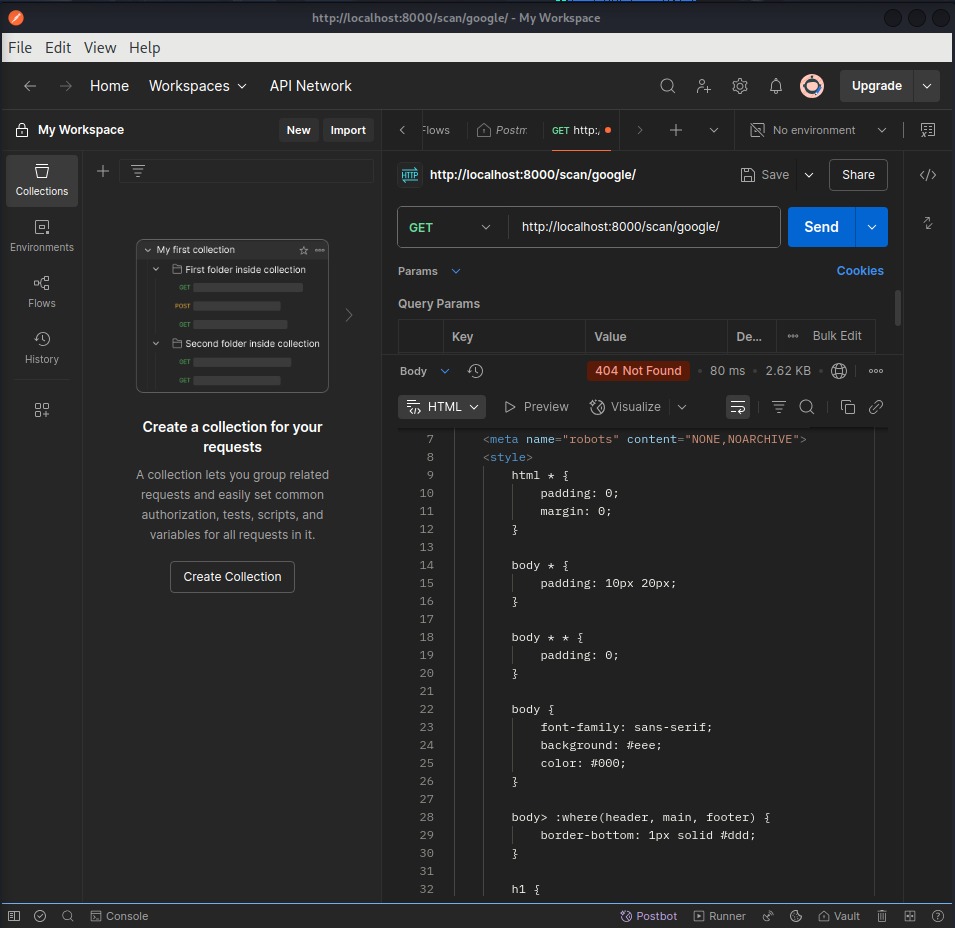 http://localhost:8000/scan/google/ - My Workspace
File Edit View Help
Home Workspaces API Network Upgrade
My Workspace New Import
Flows Postm GET http:/ No environment
Collections
Environments
Flows
History
My first collection
First folder inside collection
GET
POST
GET
Second folder inside collection
GET
GET
Create a collection for your
requests
A collection lets you group related
requests and easily set common
authorization, tests, scripts, and
variables for all requests in it.
Create Collection
HTTP http://localhost:8000/scan/google/ Save Share
GET http://localhost:8000/scan/google/ Send
Params Cookies
Query Params
Key Value De... Bulk Edit
Body 404 Not Found 80 ms 2.62 KB
HTML Preview Visualize
7 <meta name="robots" content="NONE,NOARCHIVE">
8 <style>
9 html * {
10 padding: 0;
11 margin: 0;
12 }
13
14 body * {
15 padding: 10px 20px;
16 }
17
18 body * * {
19 padding: 0;
20 }
21
22 body {
23 font-family: sans-serif;
24 background: #eee;
25 color: #000;
26 }
27
28 body> :where(header, main, footer) {
29 border-bottom: 1px solid #ddd;
30 }
31
32 h1 {
Console Postbot Runner Vault